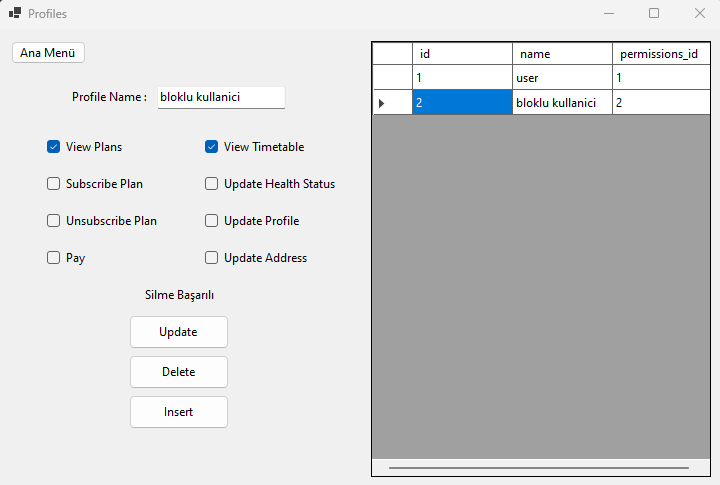 Profiles
Ana Menü
Profile Name : bloklu kullanici
View Plans View Timetable
Subscribe Plan Update Health Status
Unsubscribe Plan Update Profile
Pay Update Address
Silme Başarılı
Update
Delete
Insert
id name permissions_id
1 user 1
2 bloklu kullanici 2